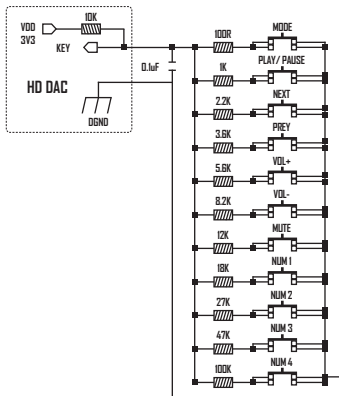 10K
VDD
3V3
KEY
HD DAC
DGND
0.1uF
100R
MODE
1K
PLAY/ PAUSE
2.2K
NEXT
3.6K
PREY
5.6K
VOL+
8.2K
VOL-
12K
MUTE
18K
NUM 1
27K
NUM 2
47K
NUM 3
100K
NUM 4